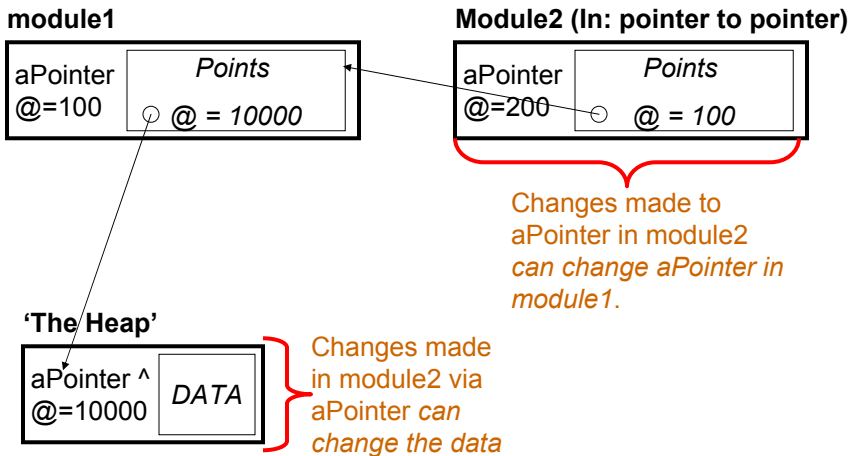 module1
Module2 (In: pointer to pointer)
aPointer
@=100
Points
@ = 10000
aPointer
@=200
Points
@ = 100
Changes made to
aPointer in module2
can change aPointer in
module1.
‘The Heap’
aPointer ^
@=10000
DATA
Changes made
in module2 via
aPointer can
change the data